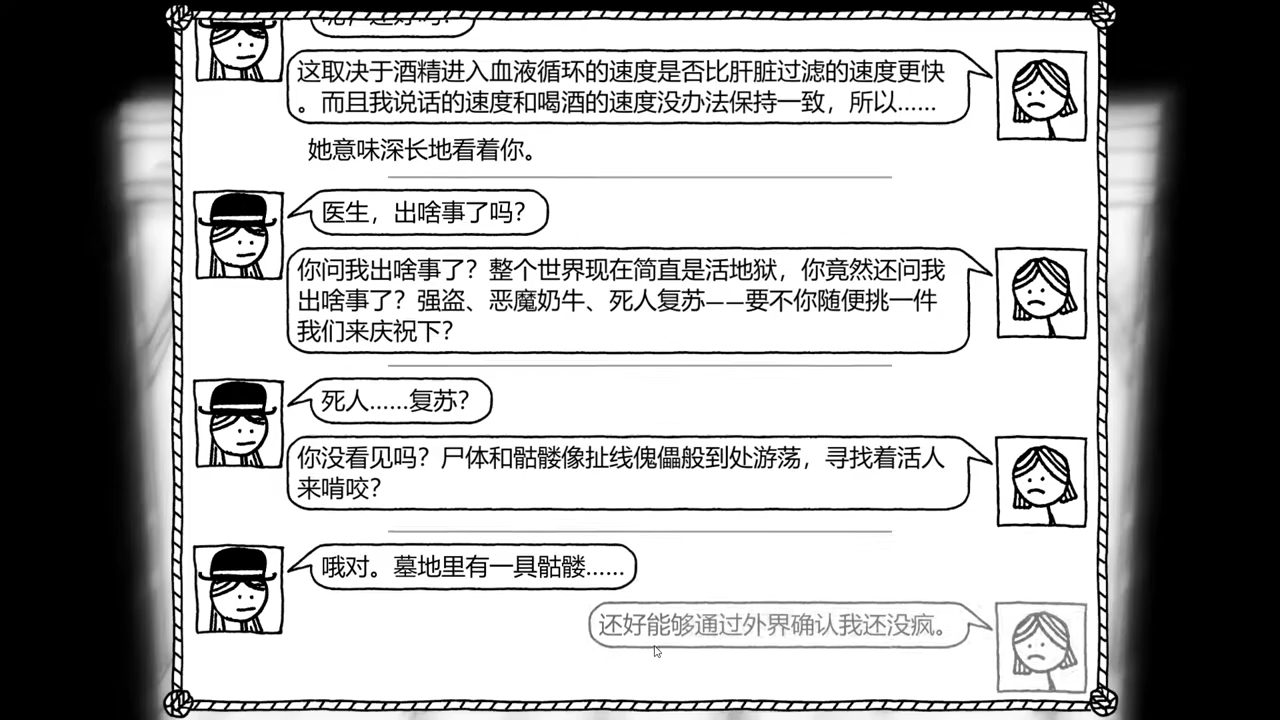 这取决于酒精进入血液循环的速度是否比肝脏过滤的速度更快
。而且我说话的速度和喝酒的速度没办法保持一致，所以……
她意味深长地看着你。
医生，出啥事了吗？
你问我出啥事了？整个世界现在简直是活地狱，你竟然还问我
出啥事了？强盗、恶魔奶牛、死人复苏——要不你随便挑一件
我们来庆祝下？
死人……复苏？
你没看见吗？尸体和骷髅像扯线傀儡般到处游荡，寻找着活人
来啃咬？
哦对。墓地里有一具骷髅……
还好能够通过外界确认我还没疯。